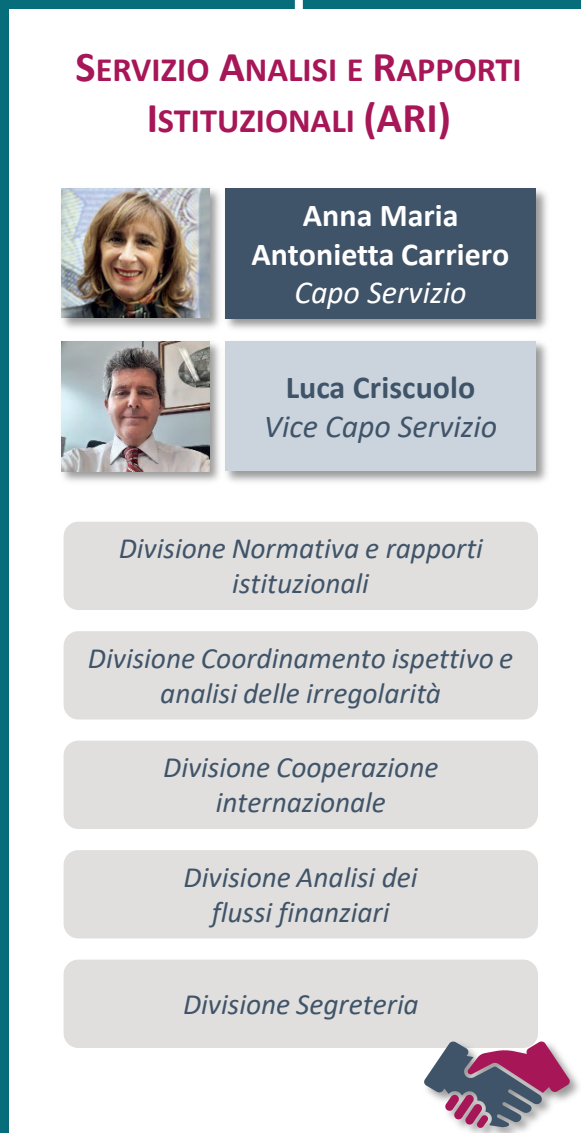 SERVIZIO ANALISI E RAPPORTI
ISTITUZIONALI (ARI)
Anna Maria
Antonietta Carriero
Capo Servizio
Luca Criscuolo
Vice Capo Servizio
Divisione Normativa e rapporti
istituzionali
Divisione Coordinamento ispettivo e
analisi delle irregolarità
Divisione Cooperazione
internazionale
Divisione Analisi dei
flussi finanziari
Divisione Segreteria